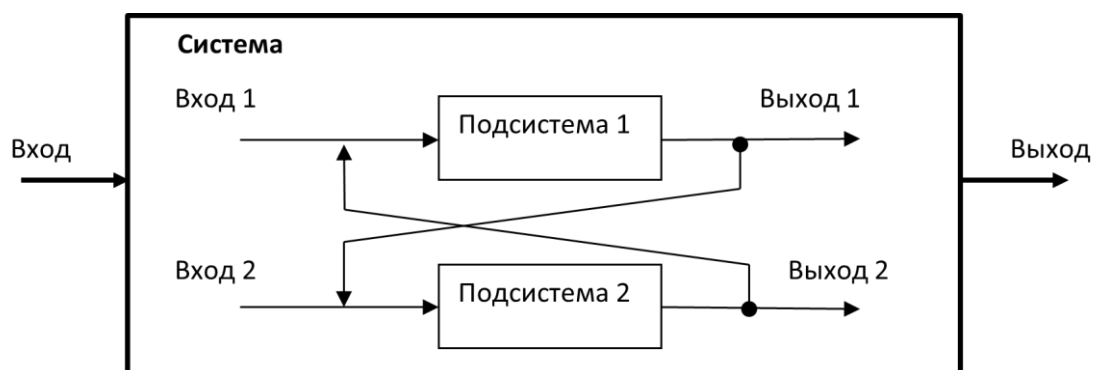 Система
Вход 1
Подсистема 1
Выход 1
Вход
Выход
Вход 2
Подсистема 2
Выход 2